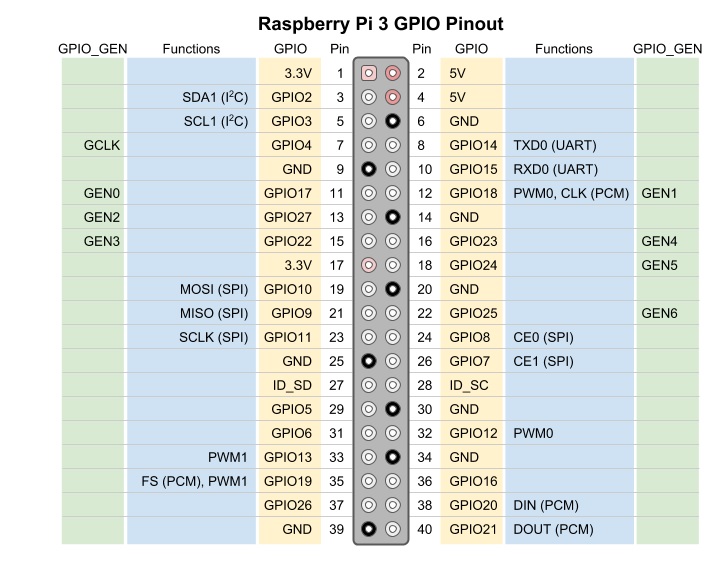 Raspberry Pi 3 GPIO Pinout
GPIO_GEN Functions GPIO Pin Pin GPIO Functions GPIO_GEN
3.3V 1 2 5V
SDA1 (I²C) GPIO2 3 4 5V
SCL1 (I²C) GPIO3 5 6 GND
GCLK GPIO4 7 8 GPIO14 TXD0 (UART)
GND 9 10 GPIO15 RXD0 (UART)
GEN0 GPIO17 11 12 GPIO18 PWM0, CLK (PCM) GEN1
GEN2 GPIO27 13 14 GND
GEN3 GPIO22 15 16 GPIO23 GEN4
3.3V 17 18 GPIO24 GEN5
MOSI (SPI) GPIO10 19 20 GND
MISO (SPI) GPIO9 21 22 GPIO25 GEN6
SCLK (SPI) GPIO11 23 24 GPIO8 CE0 (SPI)
GND 25 26 GPIO7 CE1 (SPI)
ID_SD 27 28 ID_SC
GPIO5 29 30 GND
GPIO6 31 32 GPIO12 PWM0
PWM1 GPIO13 33 34 GND
FS (PCM), PWM1 GPIO19 35 36 GPIO16
GPIO26 37 38 GPIO20 DIN (PCM)
GND 39 40 GPIO21 DOUT (PCM)